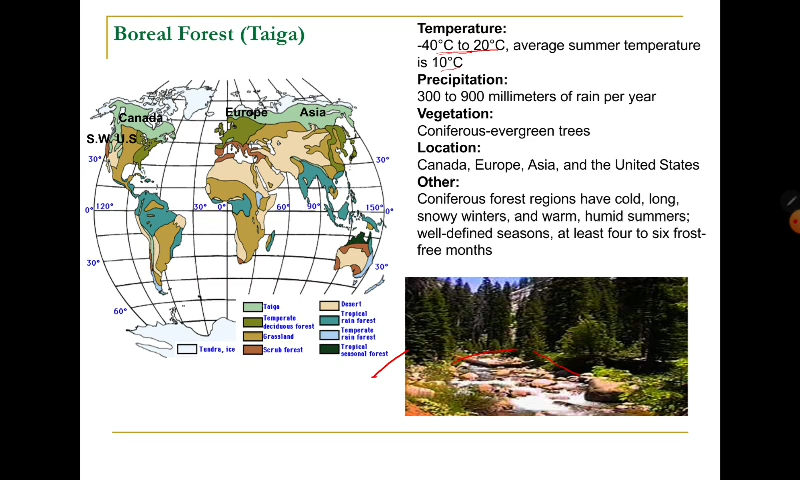 Boreal Forest (Taiga)
Temperature:
-40°C to 20°C, average summer temperature
is 10°C
Precipitation:
300 to 900 millimeters of rain per year
Vegetation:
Coniferous-evergreen trees
Location:
Canada, Europe, Asia, and the United States
Other:
Coniferous forest regions have cold, long,
snowy winters, and warm, humid summers;
well-defined seasons, at least four to six frost-
free months
Canada
Europe
Asia
S.W. U.S.
30°
30°
0°
120°
30°
0°
60°
90°
150°
0°
30°
30°
60°
Taiga
Temperate
deciduous forest
Grassland
Scrub forest
Tundra, ice
Desert
Tropical
rain forest
Temperate
rain forest
Tropical
seasonal forest